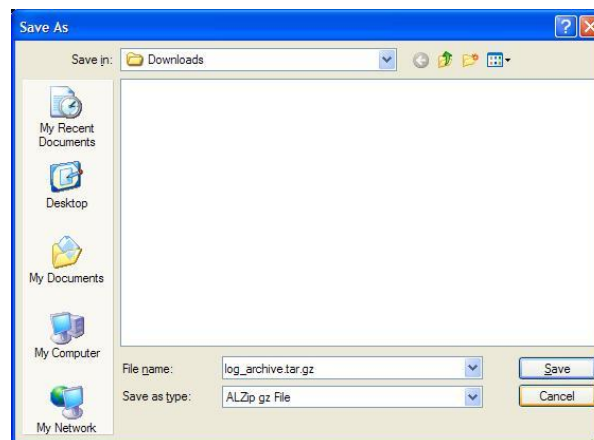 Save As
Save in:
Downloads
My Recent
Documents
Desktop
My Documents
My Computer
My Network
File name:
log_archive.tar.gz
Save
Save as type:
ALZip gz File
Cancel